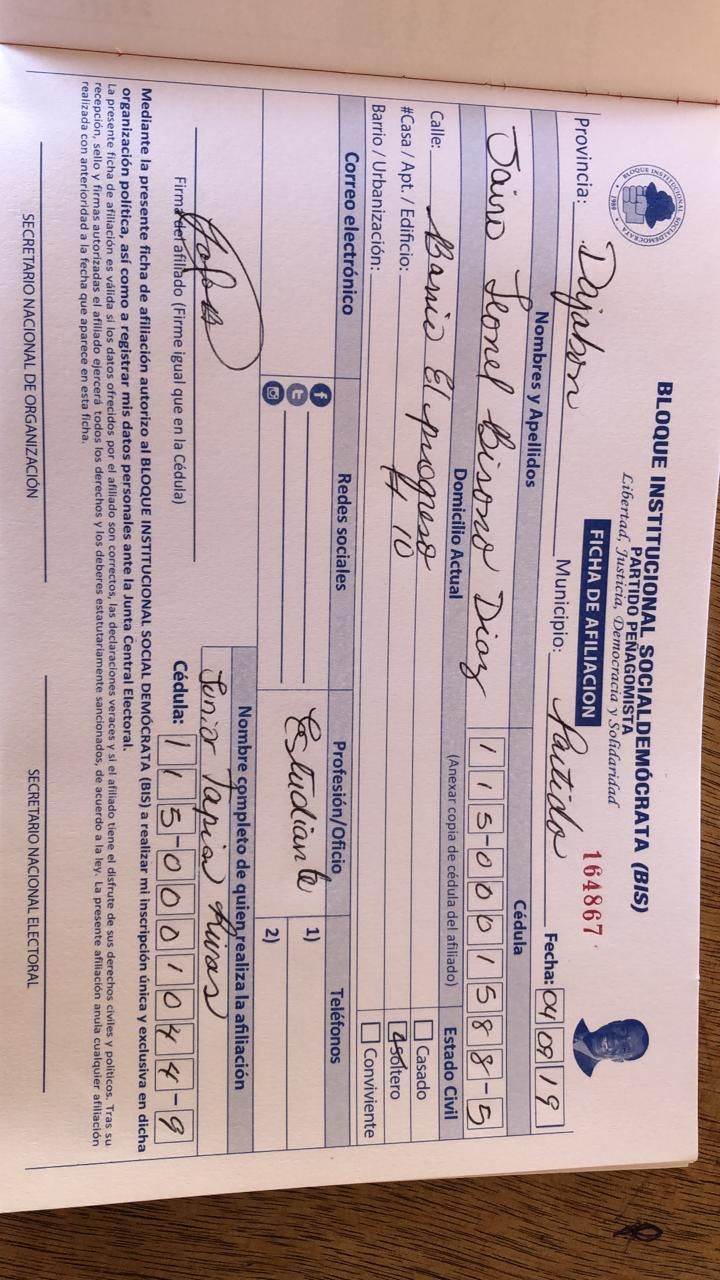 BLOQUE INSTITUCIONAL SOCIALDEMÓCRATA (BIS)
PARTIDO PEÑAGOMISTA
Libertad, Justicia, Democracia y Solidaridad
FICHA DE AFILIACION
164867
BLOQUE INSTITUCIONAL SOCIALDEMOCRATA
1989
Provincia: Dajabon Municipio: Partido Fecha: 04 09 19
Nombres y Apellidos Cédula
Jairo Leonel Bisono Diaz 115-0001588-5
Domicilio Actual (Anexar copia de cédula del afiliado) Estado Civil
Calle: Barrio El progreso Casado
#Casa / Apt. / Edificio: # 10 Soltero
Barrio / Urbanización: Conviviente
Correo electrónico Redes sociales Profesión/Oficio Teléfonos
Estudiante 1)
2)
Nombre completo de quien realiza la afiliación
Junior Tapia Rivas
Firma del afiliado (Firme igual que en la Cédula) Cédula: 115-0001044-9
Mediante la presente ficha de afiliación autorizo al BLOQUE INSTITUCIONAL SOCIAL DEMÓCRATA (BIS) a realizar mi inscripción única y exclusiva en dicha
organización política, así como a registrar mis datos personales ante la Junta Central Electoral.
La presente ficha de afiliación es válida si los datos ofrecidos por el afiliado son correctos, las declaraciones veraces y si el afiliado tiene el disfrute de sus derechos civiles y políticos. Tras su
recepción, sello y firmas autorizadas el afiliado ejercerá todos los derechos y los deberes estatutariamente sancionados, de acuerdo a la ley. La presente afiliación anula cualquier afiliación
realizada con anterioridad a la fecha que aparece en esta ficha.
SECRETARIO NACIONAL DE ORGANIZACIÓN SECRETARIO NACIONAL ELECTORAL